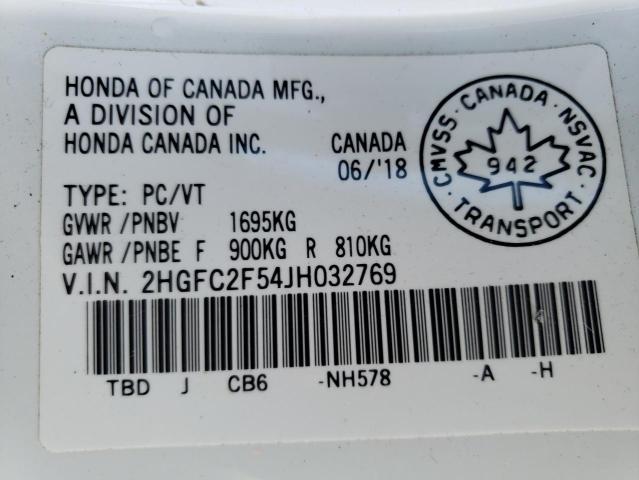 HONDA OF CANADA MFG.,
A DIVISION OF
HONDA CANADA INC. CANADA
06/'18
TYPE: PC/VT
GVWR /PNBV 1695KG
GAWR /PNBE F 900KG R 810KG
V.I.N. 2HGFC2F54JH032769
TBD J CB6 -NH578 -A -H
CMVSS · CANADA · NSVAC
942
TRANSPORT